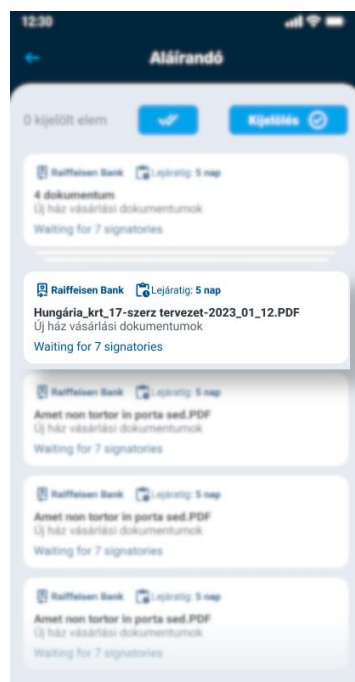 12:30
Aláírandó
0 kijelölt elem
Kijelölés
Raiffeisen Bank Lejáratig: 5 nap
4 dokumentum
Új ház vásárlási dokumentumok
Waiting for 7 signatories
Raiffeisen Bank Lejáratig: 5 nap
Hungária_krt_17-szerz tervezet-2023_01_12.PDF
Új ház vásárlási dokumentumok
Waiting for 7 signatories
Raiffeisen Bank Lejáratig: 5 nap
Amet non tortor in porta sed.PDF
Új ház vásárlási dokumentumok
Waiting for 7 signatories
Raiffeisen Bank Lejáratig: 5 nap
Amet non tortor in porta sed.PDF
Új ház vásárlási dokumentumok
Waiting for 7 signatories
Raiffeisen Bank Lejáratig: 5 nap
Amet non tortor in porta sed.PDF
Új ház vásárlási dokumentumok
Waiting for 7 signatories